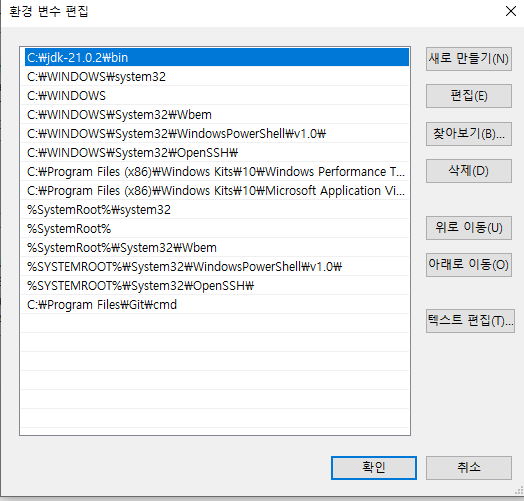 환경 변수 편집
C:₩jdk-21.0.2₩bin
C:₩WINDOWS₩system32
C:₩WINDOWS
C:₩WINDOWS₩System32₩Wbem
C:₩WINDOWS₩System32₩WindowsPowerShell₩v1.0₩
C:₩WINDOWS₩System32₩OpenSSH₩
C:₩Program Files (x86)₩Windows Kits₩10₩Windows Performance T...
C:₩Program Files (x86)₩Windows Kits₩10₩Microsoft Application Vi...
%SystemRoot%₩system32
%SystemRoot%
%SystemRoot%₩System32₩Wbem
%SYSTEMROOT%₩System32₩WindowsPowerShell₩v1.0₩
%SYSTEMROOT%₩System32₩OpenSSH₩
C:₩Program Files₩Git₩cmd
새로 만들기(N)
편집(E)
찾아보기(B)...
삭제(D)
위로 이동(U)
아래로 이동(O)
텍스트 편집(T)...
확인
취소